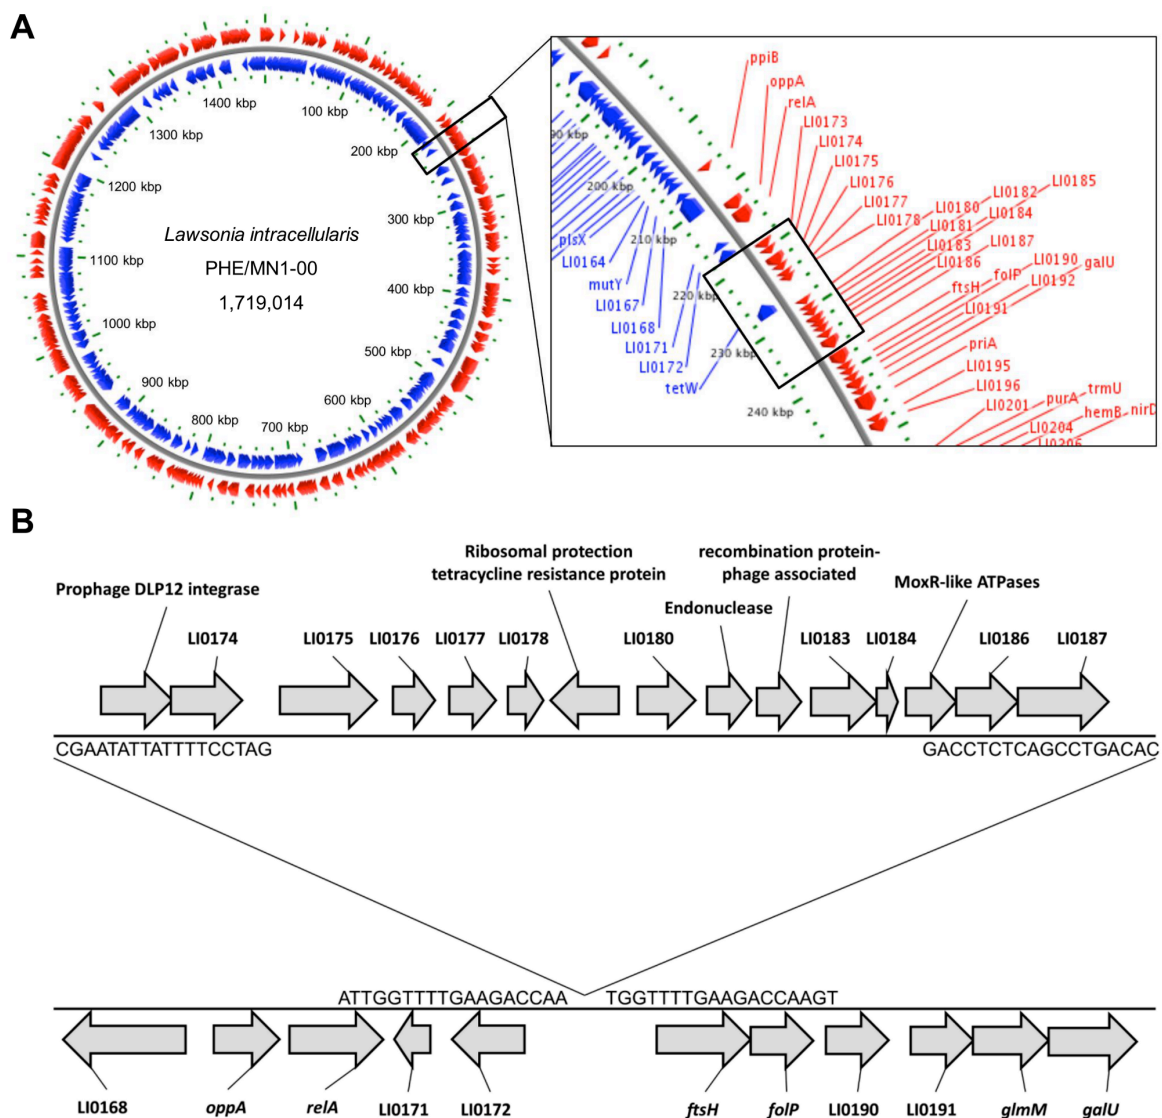 A
1400 kbp
100 kbp
1300 kbp
200 kbp
1200 kbp
300 kbp
1100 kbp
400 kbp
1000 kbp
500 kbp
900 kbp
600 kbp
800 kbp
700 kbp
Lawsonia intracellularis
PHE/MN1-00
1,719,014
ppiB
oppA
relA
LI0173
LI0174
LI0175
LI0176
LI0177
LI0178
LI0180
LI0181
LI0182
LI0183
LI0184
LI0185
LI0186
LI0187
ftsH
folP
LI0190
LI0191
LI0192
galU
priA
LI0195
LI0196
LI0201
purA
trmU
hemB
nirD
LI0204
LI0206
90 kbp
200 kbp
210 kbp
220 kbp
230 kbp
240 kbp
plsX
LI0164
mutY
LI0167
LI0168
LI0171
LI0172
tetW
B
Prophage DLP12 integrase
Ribosomal protection
tetracycline resistance protein
recombination protein-
phage associated
Endonuclease
MoxR-like ATPases
LI0174
LI0175
LI0176
LI0177
LI0178
LI0180
LI0183
LI0184
LI0186
LI0187
CGAATATTATTTTCCTAG
GACCTCTCAGCCTGACAC
ATTGGTTTTGAAGACCAA
TGGTTTTGAAGACCAAGT
LI0168
oppA
relA
LI0171
LI0172
ftsH
folP
LI0190
LI0191
glmM
galU